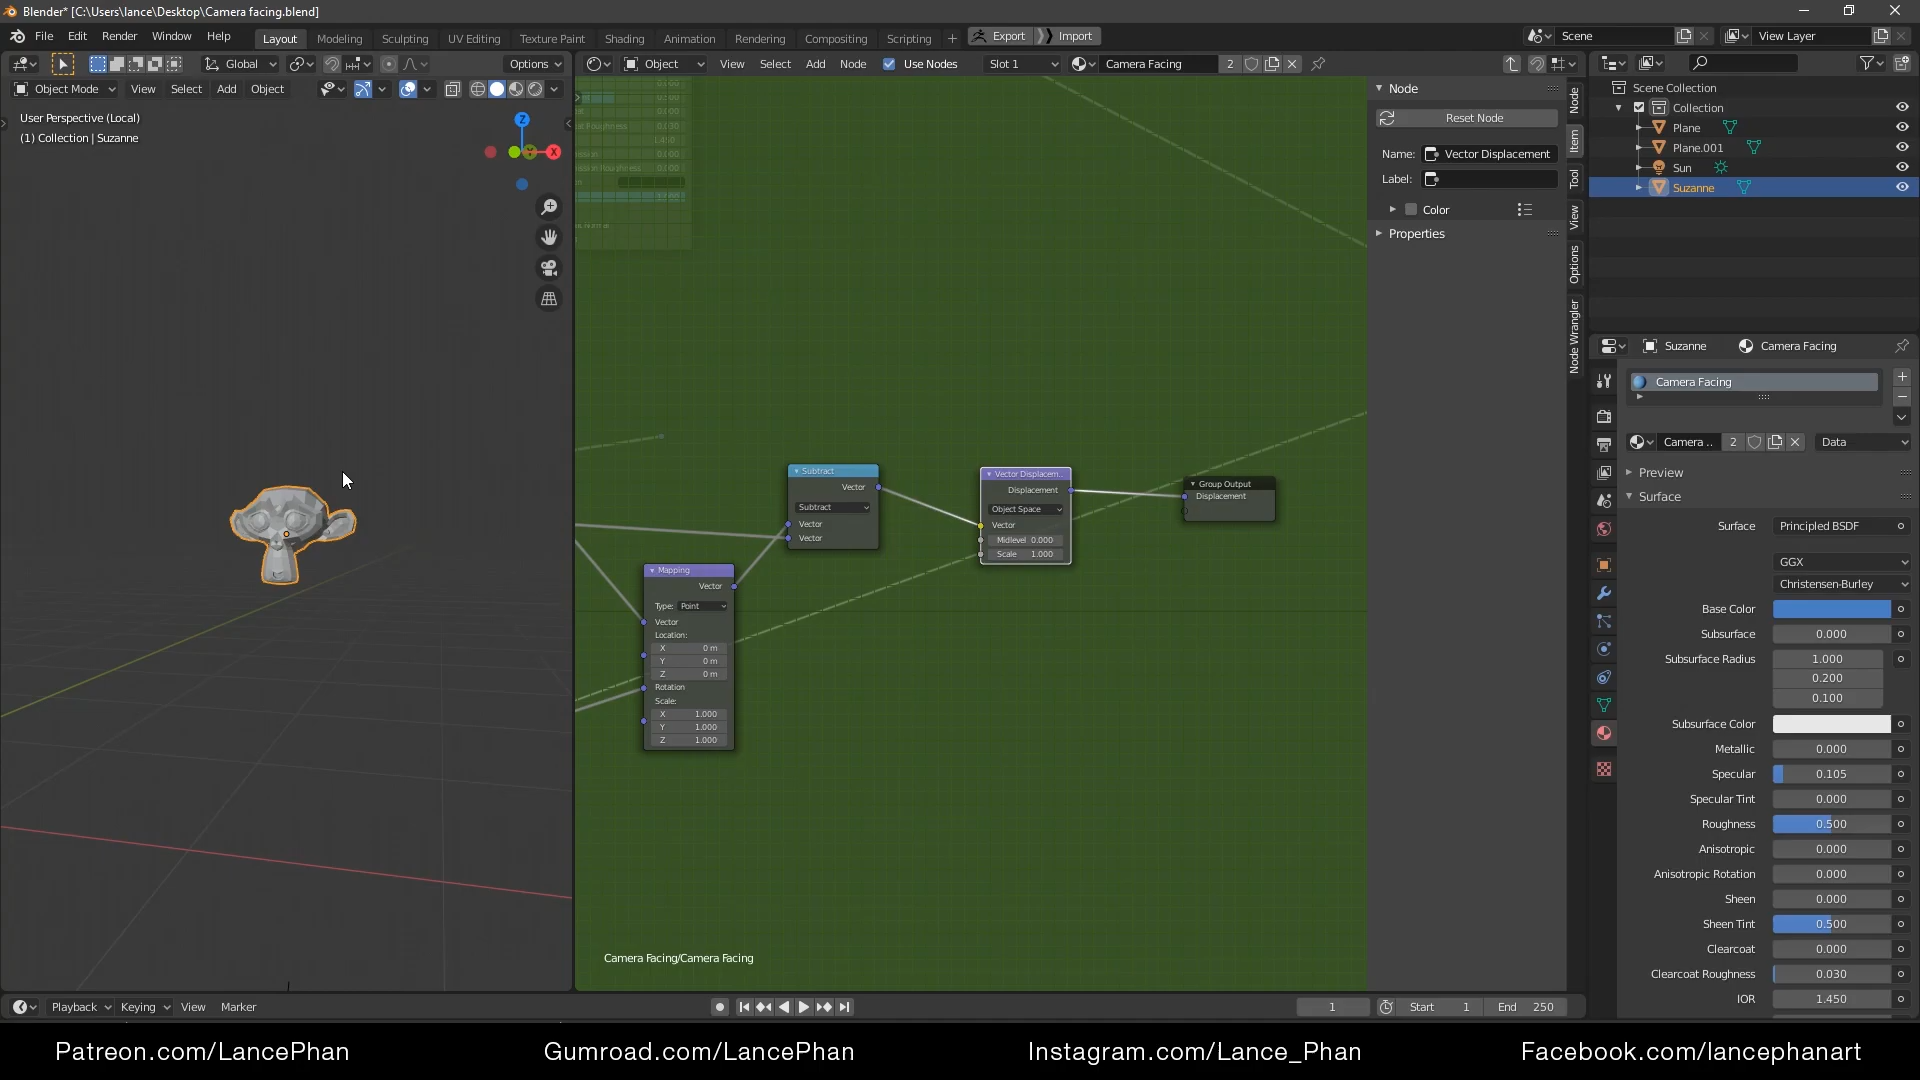 Blender* [C:\Users\lance\Desktop\Camera facing.blend]
File Edit Render Window Help Layout Modeling Sculpting UV Editing Texture Paint Shading Animation Rendering Compositing Scripting + Export Import Scene View Layer
Global Options Object View Select Add Node Use Nodes Slot 1 Camera Facing 2
Object Mode View Select Add Object
User Perspective (Local)
(1) Collection | Suzanne
Z
X
Node
Reset Node
Name: Vector Displacement
Label:
Color
Properties
Node
Item
Tool
View
Options
Node Wrangler
Scene Collection
Collection
Plane
Plane.001
Sun
Suzanne
Subtract
Vector
Subtract
Vector
Vector
Vector Displacem...
Displacement
Object Space
Vector
Midlevel 0.000
Scale 1.000
Group Output
Displacement
Mapping
Vector
Type: Point
Vector
Location:
X 0 m
Y 0 m
Z 0 m
Rotation
Scale:
X 1.000
Y 1.000
Z 1.000
Camera Facing/Camera Facing
Suzanne Camera Facing
Camera Facing
Camera .. 2 Data
Preview
Surface
Surface Principled BSDF
GGX
Christensen-Burley
Base Color
Subsurface 0.000
Subsurface Radius 1.000
0.200
0.100
Subsurface Color
Metallic 0.000
Specular 0.105
Specular Tint 0.000
Roughness 0.500
Anisotropic 0.000
Anisotropic Rotation 0.000
Sheen 0.000
Sheen Tint 0.500
Clearcoat 0.000
Clearcoat Roughness 0.030
IOR 1.450
Playback Keying View Marker 1 Start 1 End 250
Patreon.com/LancePhan Gumroad.com/LancePhan Instagram.com/Lance_Phan Facebook.com/lancephanart